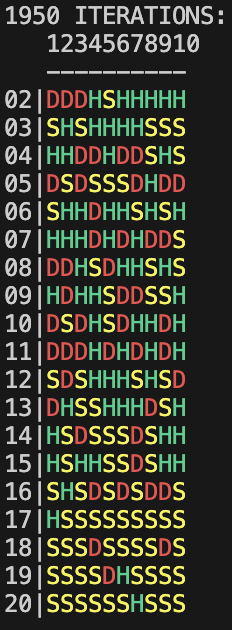 1950 ITERATIONS:
12345678910
——————————
02|DDDHSHHHHH
03|SHSHHHHSSS
04|HHDDHDDSHS
05|DSDSSSDHDD
06|SHHDHHSHSH
07|HHHDHDHDDS
08|DDHSDHHSHS
09|HDHHSDDSSH
10|DSDHSDHHDH
11|DDDHDHDHDH
12|SDSHHHSHSD
13|DHSSHHHDSH
14|HSDSSSDSHH
15|HSHHSSDSHH
16|SHSDSDSDDS
17|HSSSSSSSSS
18|SSSDSSSSDS
19|SSSSDHSSSS
20|SSSSSSHSSS